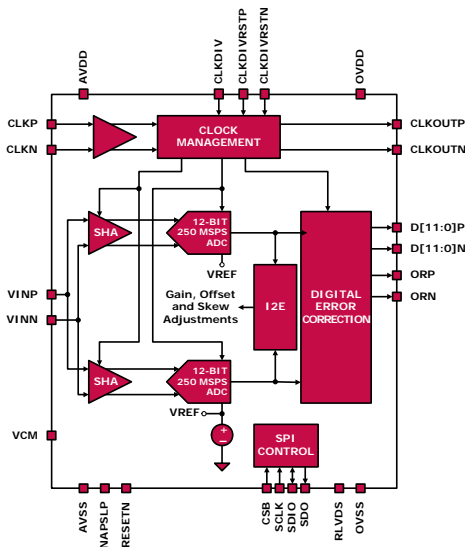 AVDD
CLKDIV
CLKDIVRSTP
CLKDIVRSTN
OVDD
CLKP
CLKN
CLOCK
MANAGEMENT
CLKOUTP
CLKOUTN
SHA
12-BIT
250 MSPS
ADC
VREF
D[11:0]P
D[11:0]N
ORP
ORN
Gain, Offset
and Skew
Adjustments
I2E
DIGITAL
ERROR
CORRECTION
VINP
VINN
SHA
12-BIT
250 MSPS
ADC
VREF
+
–
VCM
SPI
CONTROL
AVSS
NAPSLP
RESETN
CSB
SCLK
SDIO
SDO
RLVDS
OVSS